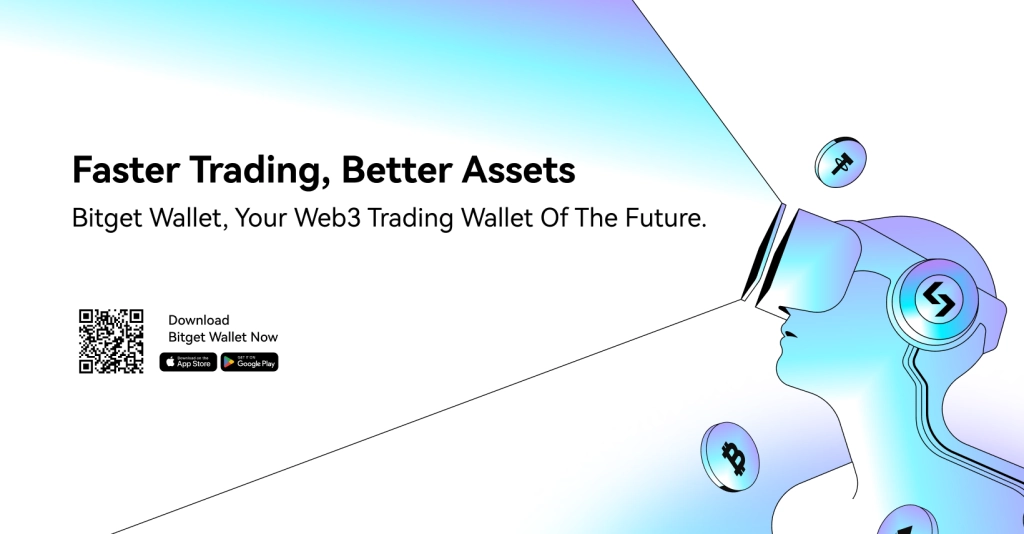 Faster Trading, Better Assets
Bitget Wallet, Your Web3 Trading Wallet Of The Future.
Download
Bitget Wallet Now
Download on the
App Store
GET IT ON
Google Play